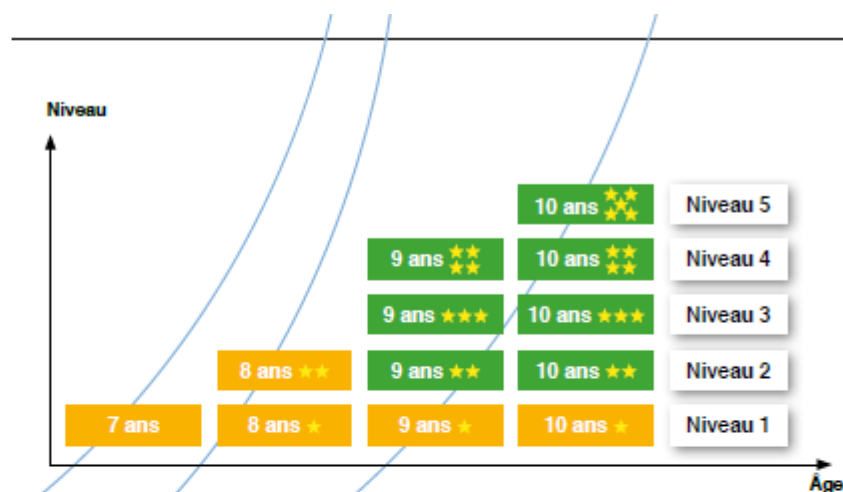 Niveau
10 ans Niveau 5
9 ans 10 ans Niveau 4
9 ans 10 ans Niveau 3
8 ans 9 ans 10 ans Niveau 2
7 ans 8 ans 9 ans 10 ans Niveau 1
Âge